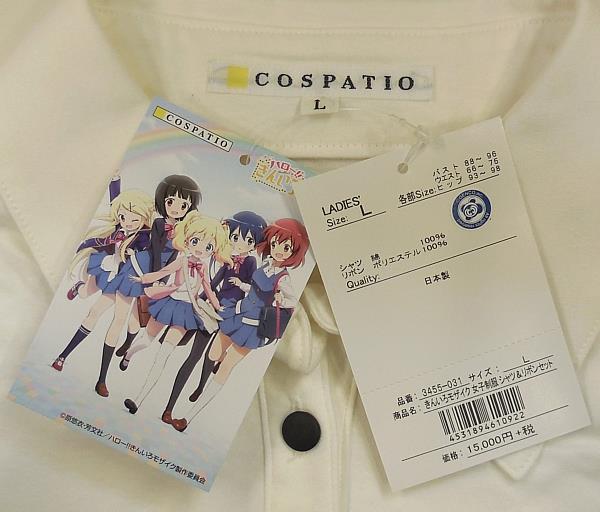 COSPATIO
L
COSPATIO
ハロー!!
きんいろ
©原悠衣・芳文社/ハロー!!きんいろモザイク製作委員会
LADIES'
Size: L
各部Size:
バスト 88～ 96
ウエスト 66～ 76
ヒップ 93～ 98
シャツ 綿 100%
リボン ポリエステル 100%
Quality:
日本製
品番: 3455-031 サイズ: L
商品名: きんいろモザイク 女子制服 シャツ&リボンセット
4531894610922
価格: 15,000円+税